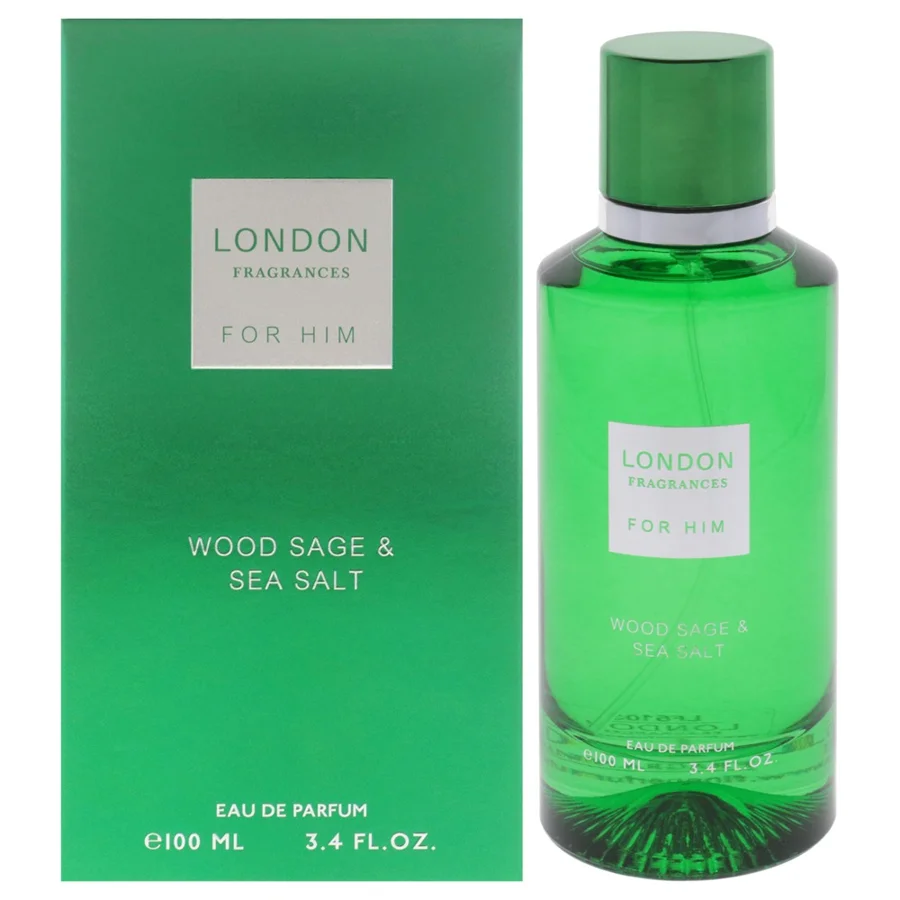 LONDON
FRAGRANCES
FOR HIM
WOOD SAGE &
SEA SALT
EAU DE PARFUM
℮100 ML 3.4 FL.OZ.
LONDON
FRAGRANCES
FOR HIM
WOOD SAGE &
SEA SALT
EAU DE PARFUM
℮100 ML 3.4 FL.OZ.